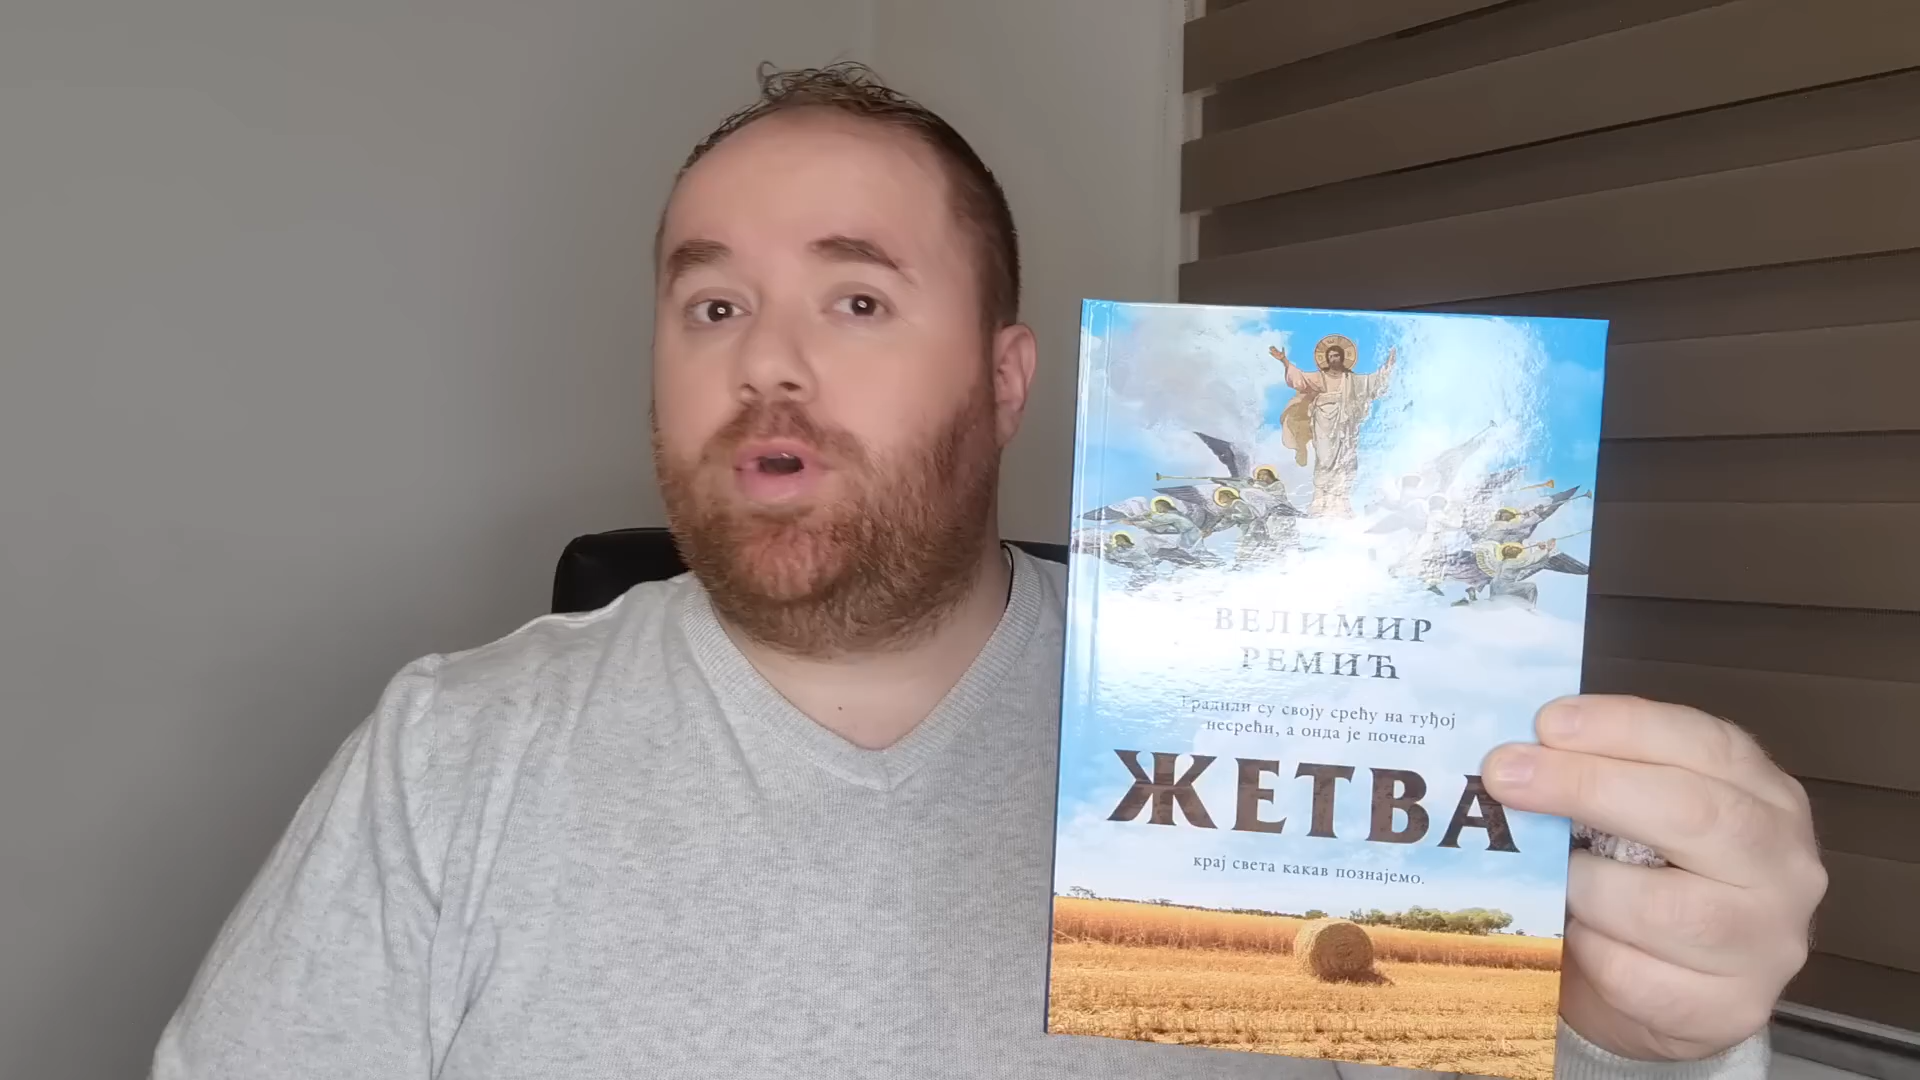 ВЕЛИМИР
РЕМИЋ
Градили су своју срећу на туђој
несрећи, а онда је почела
ЖЕТВА
крај света какав познајемо.